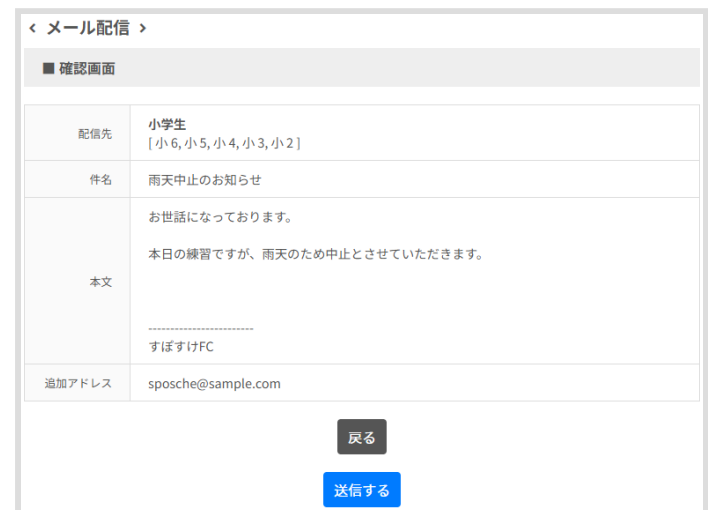 < メール配信 >
■ 確認画面
配信先
小学生
[ 小 6, 小 5, 小 4, 小 3, 小 2 ]
件名
雨天中止のお知らせ
本文
お世話になっております。
本日の練習ですが、雨天のため中止とさせていただきます。
------------------------
すぽすけFC
追加アドレス
sposche@sample.com
戻る
送信する